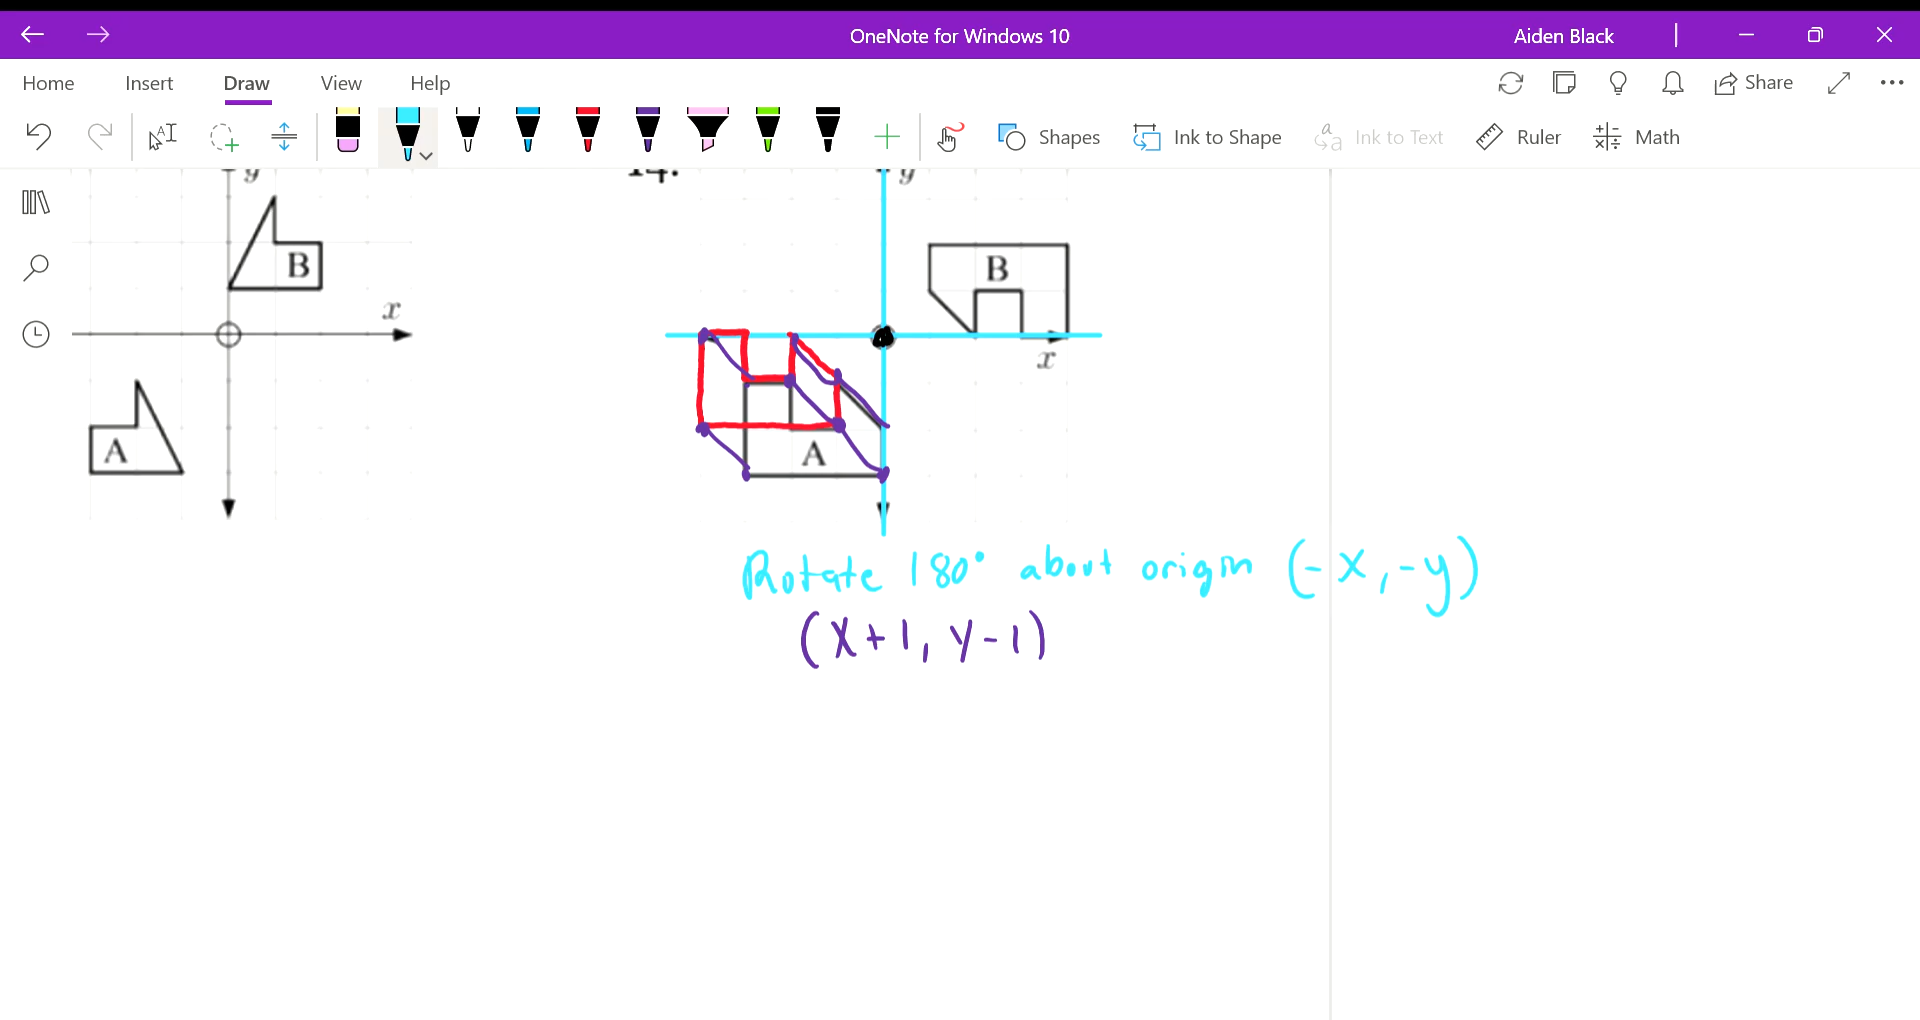 OneNote for Windows 10
Aiden Black
Home Insert Draw View Help
Share
Shapes Ink to Shape Ink to Text Ruler Math
y
14.
y
B
x
A
B
x
A
Rotate 180° about origin (-x, -y)
(x+1, y-1)